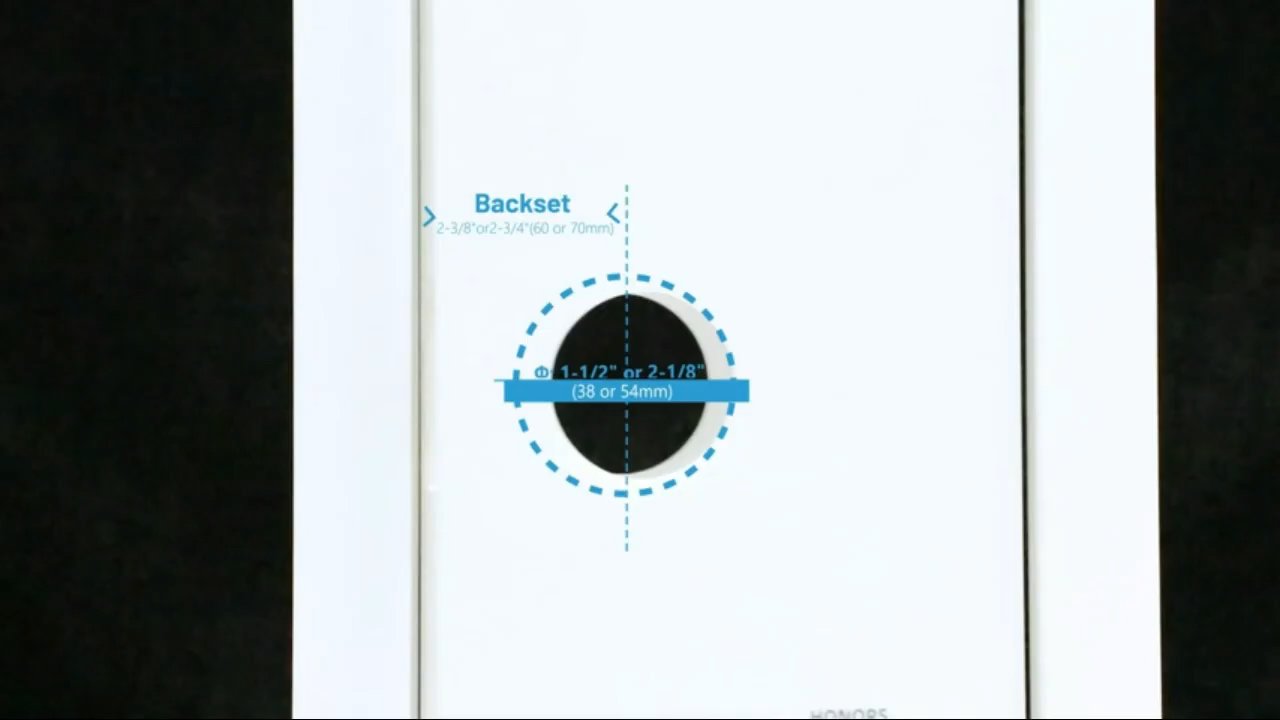 Backset
2-3/8"or2-3/4"(60 or 70mm)
Φ 1-1/2" or 2-1/8"
(38 or 54mm)
HONORS